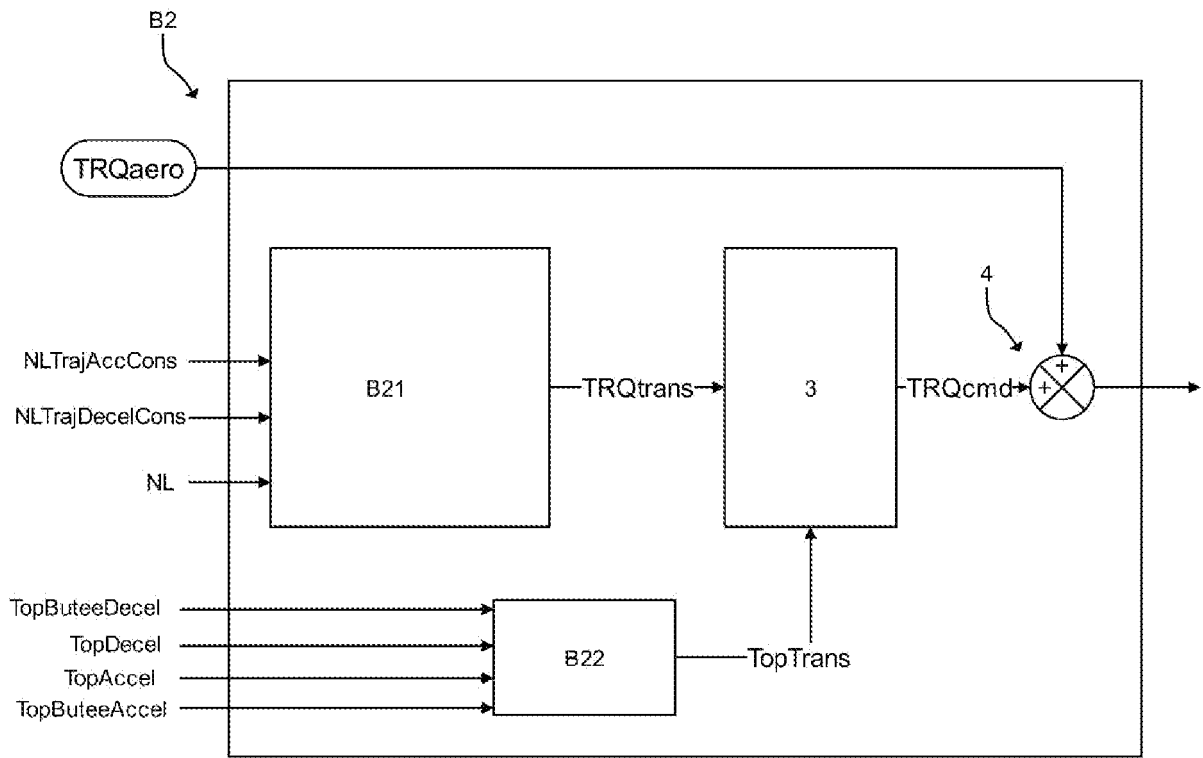 B2
TRQaero
4
+
+
NLTrajAccCons
NLTrajDecelCons
NL
B21
TRQtrans
3
TRQcmd
TopButeeDecel
TopDecel
TopAccel
TopButeeAccel
B22
TopTrans